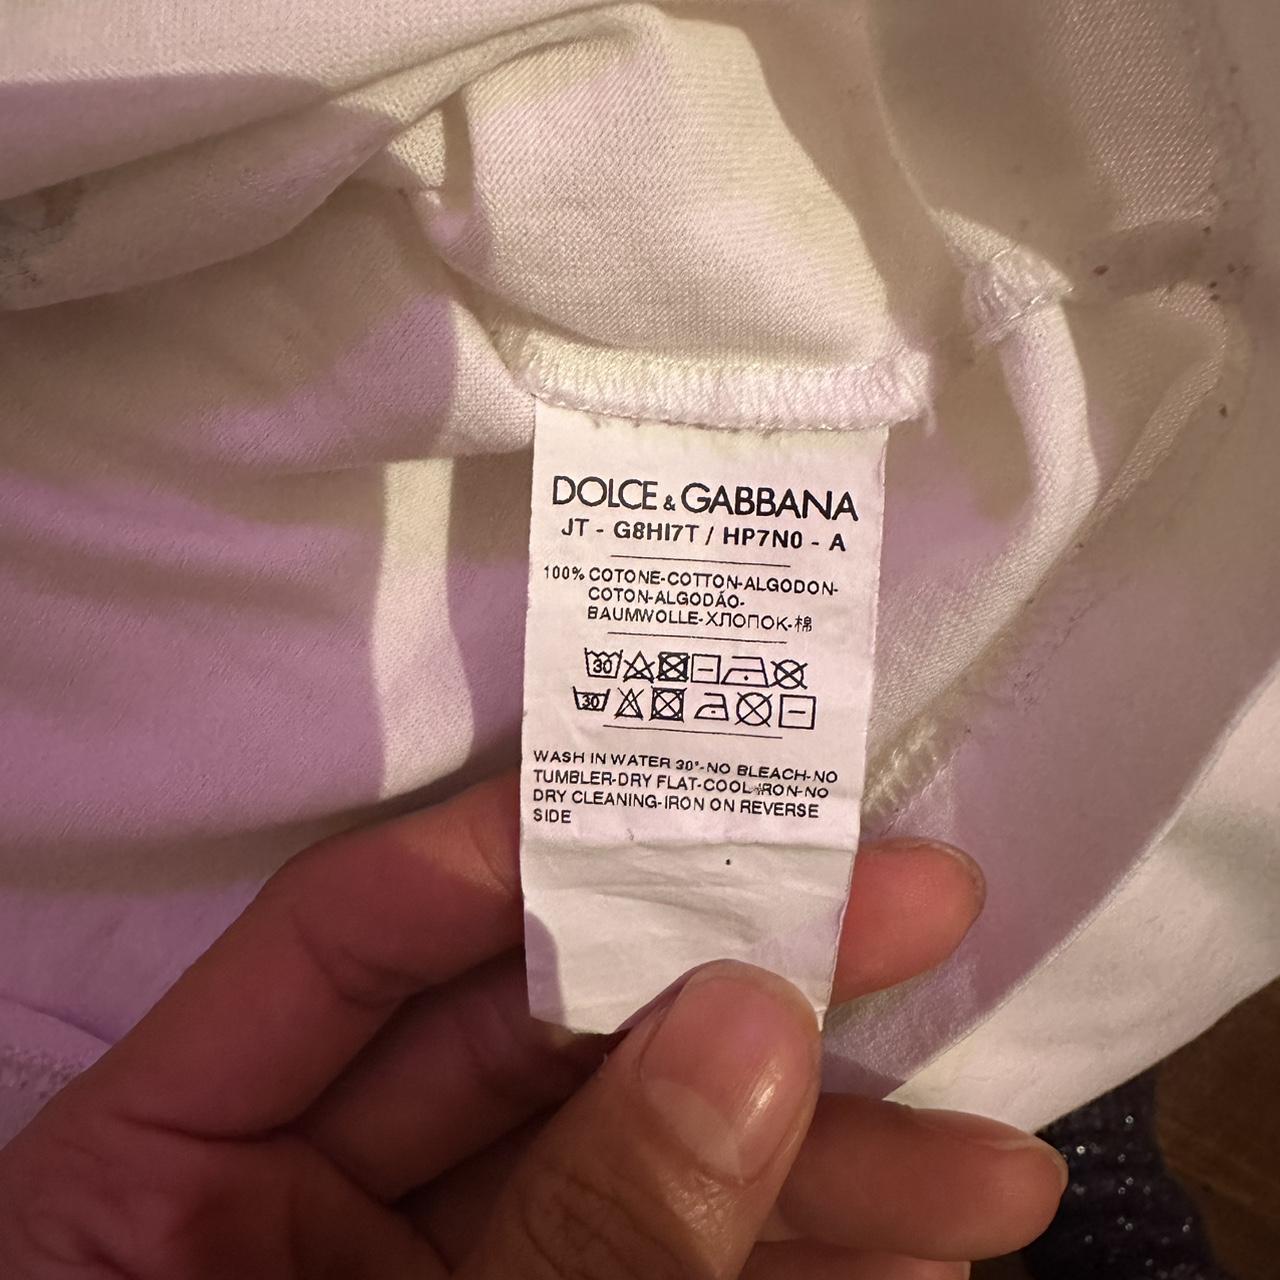 DOLCE & GABBANA
JT - G8HI7T / HP7N0 - A
100% COTONE-COTTON-ALGODON-
COTON-ALGODÃO-
BAUMWOLLE-ХЛОПОК-棉
30
30
WASH IN WATER 30°-NO BLEACH-NO
TUMBLER-DRY FLAT-COOL IRON-NO
DRY CLEANING-IRON ON REVERSE
SIDE